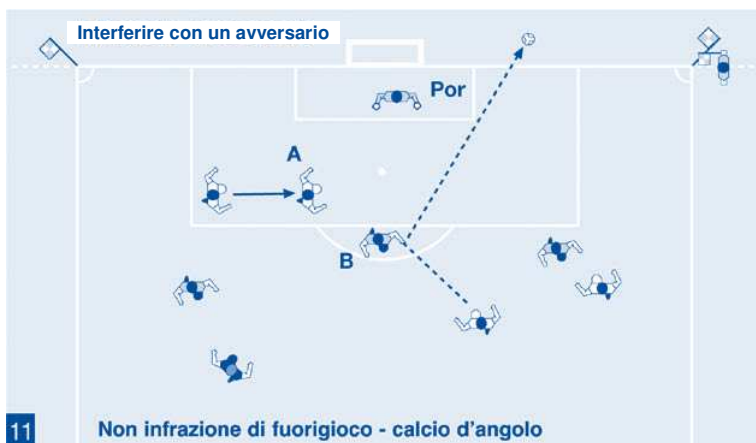 Interferire con un avversario
Por
A
B
11
Non infrazione di fuorigioco - calcio d'angolo